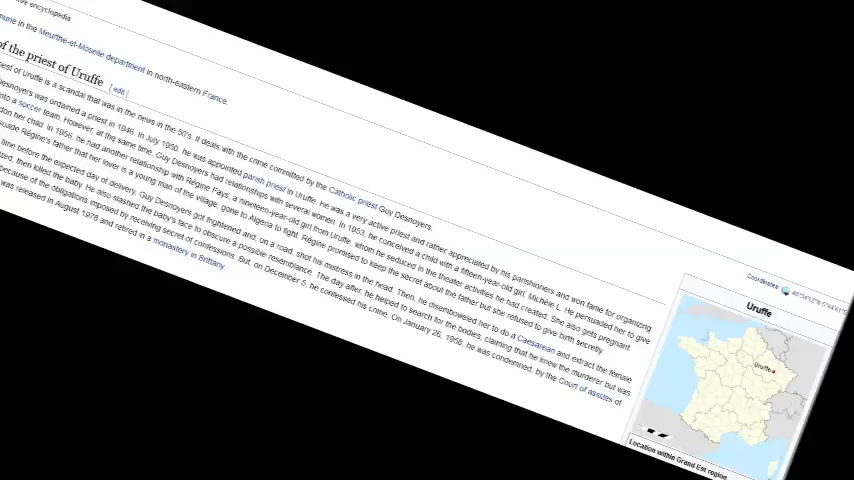 encyclopedia
in the Meurthe-et-Moselle department in north-eastern France.
of the priest of Uruffe [edit]
of Uruffe is a scandal that was in the news in the 50's. It deals with the crime committed by the Catholic priest Guy Desnoyers.
Desnoyers was ordained a priest in 1946. In July 1950, he was appointed parish priest in Uruffe. He was a very active priest and rather appreciated by his parishioners and won fame for organizing
a soccer team. However, at the same time, Guy Desnoyers had relationships with several women. In 1953, he conceived a child with a fifteen-year-old girl, Michèle L. He persuaded her to give
her child. In 1956, he had another relationship with Régine Fays, a nineteen-year-old girl from Uruffe, whom he seduced in the theater activities he had created. She also gets pregnant
Régine's father that her lover is a young man of the village, gone to Algeria to fight. Régine promised to keep the secret about the father but she refused to give birth secretly.
time before the expected day of delivery, Guy Desnoyers got frightened and, on a road, shot his mistress in the head. Then, he disemboweled her to do a Caesarean and extract the female
then killed the baby. He also slashed the baby's face to obscure a possible resemblance. The day after, he helped to search for the bodies, claiming that he knew the murderer but was
because of the obligations imposed by receiving secret of confessions. But, on December 5, he confessed his crime. On January 26, 1958, he was condemned, by the Court of assizes of
was released in August 1978 and retired in a monastery in Brittany.
Coordinates:
Uruffe
Uruffe
Location within Grand Est region